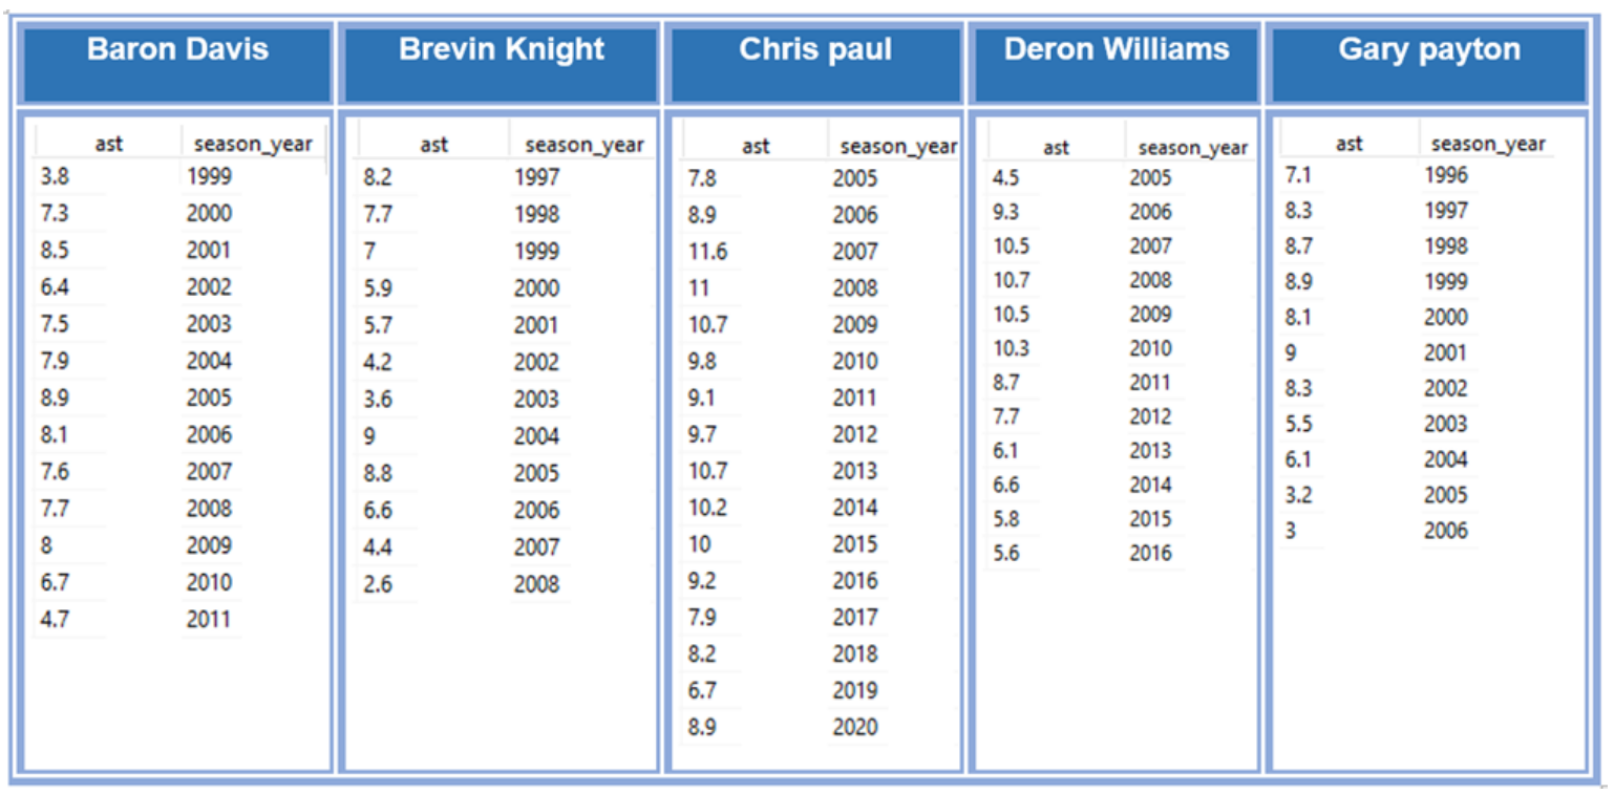 Baron Davis Brevin Knight Chris paul Deron Williams Gary payton
ast season_year ast season_year ast season_year ast season_year ast season_year
3.8 1999 8.2 1997 7.8 2005 4.5 2005 7.1 1996
7.3 2000 7.7 1998 8.9 2006 9.3 2006 8.3 1997
8.5 2001 7 1999 11.6 2007 10.5 2007 8.7 1998
6.4 2002 5.9 2000 11 2008 10.7 2008 8.9 1999
7.5 2003 5.7 2001 10.7 2009 10.5 2009 8.1 2000
7.9 2004 4.2 2002 9.8 2010 10.3 2010 9 2001
8.9 2005 3.6 2003 9.1 2011 8.7 2011 8.3 2002
8.1 2006 9 2004 9.7 2012 7.7 2012 5.5 2003
7.6 2007 8.8 2005 10.7 2013 6.1 2013 6.1 2004
7.7 2008 6.6 2006 10.2 2014 6.6 2014 3.2 2005
8 2009 4.4 2007 10 2015 5.8 2015 3 2006
6.7 2010 2.6 2008 9.2 2016 5.6 2016
4.7 2011 7.9 2017
8.2 2018
6.7 2019
8.9 2020